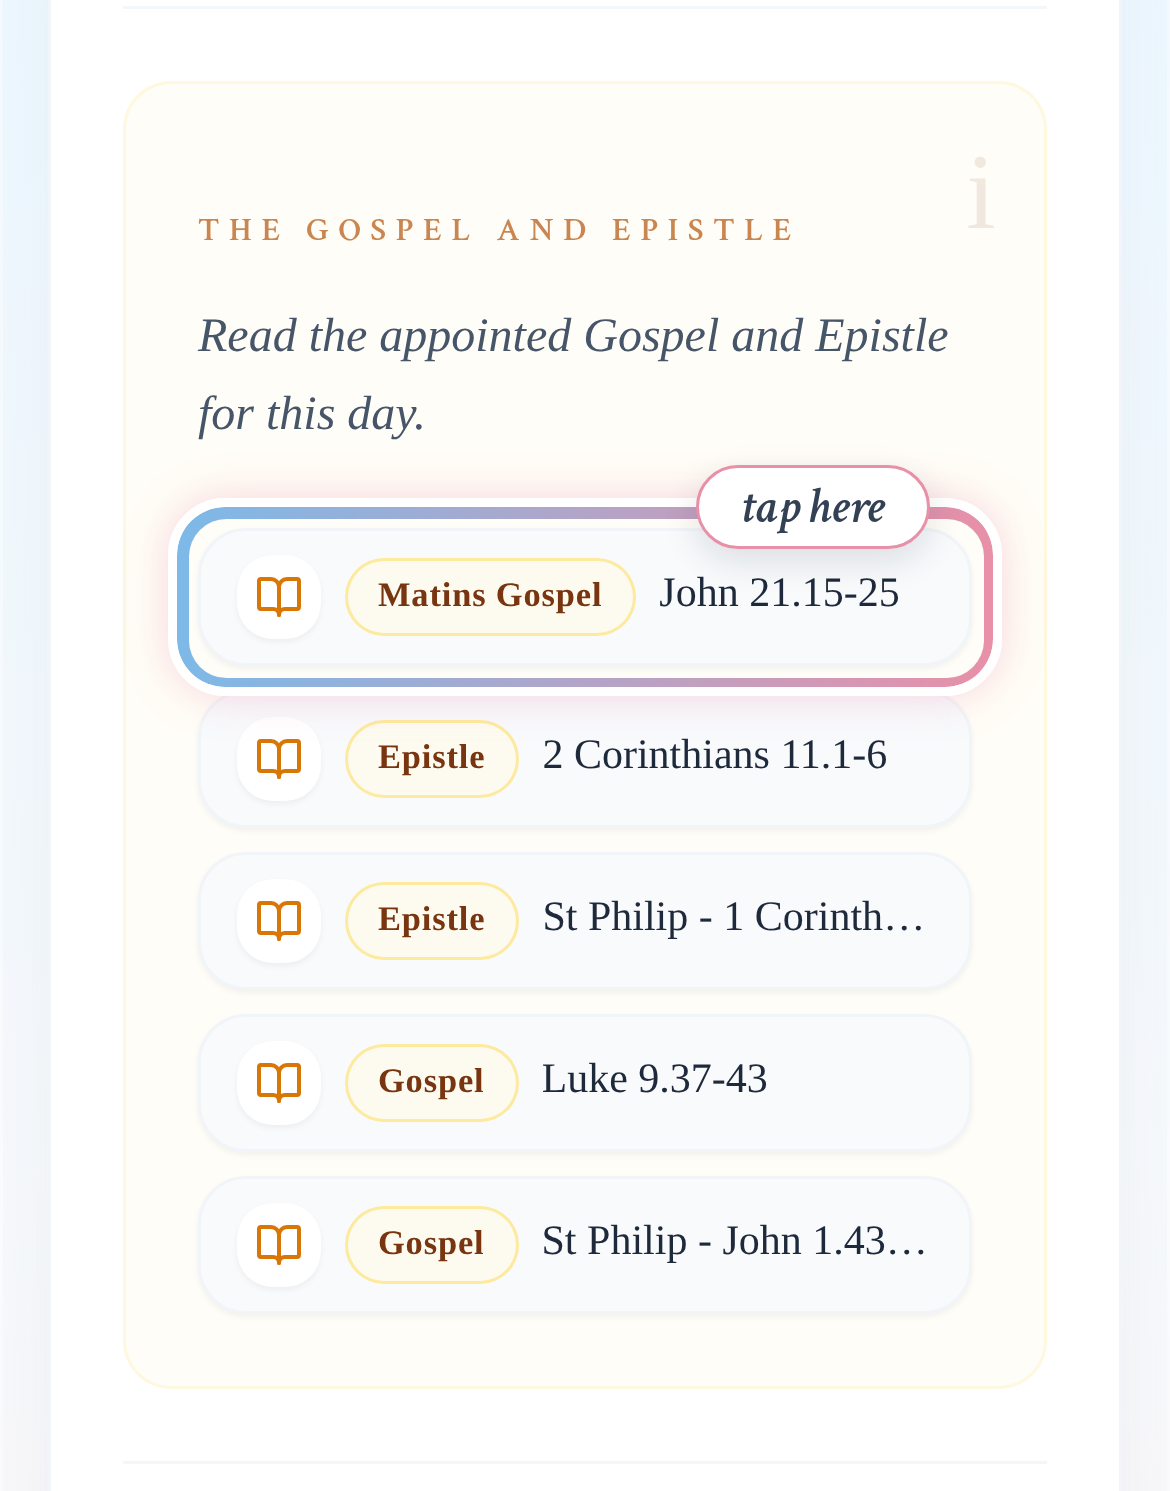 i
THE GOSPEL AND EPISTLE
Read the appointed Gospel and Epistle
for this day.
tap here
Matins Gospel John 21.15-25
Epistle 2 Corinthians 11.1-6
Epistle St Philip - 1 Corinth…
Gospel Luke 9.37-43
Gospel St Philip - John 1.43…